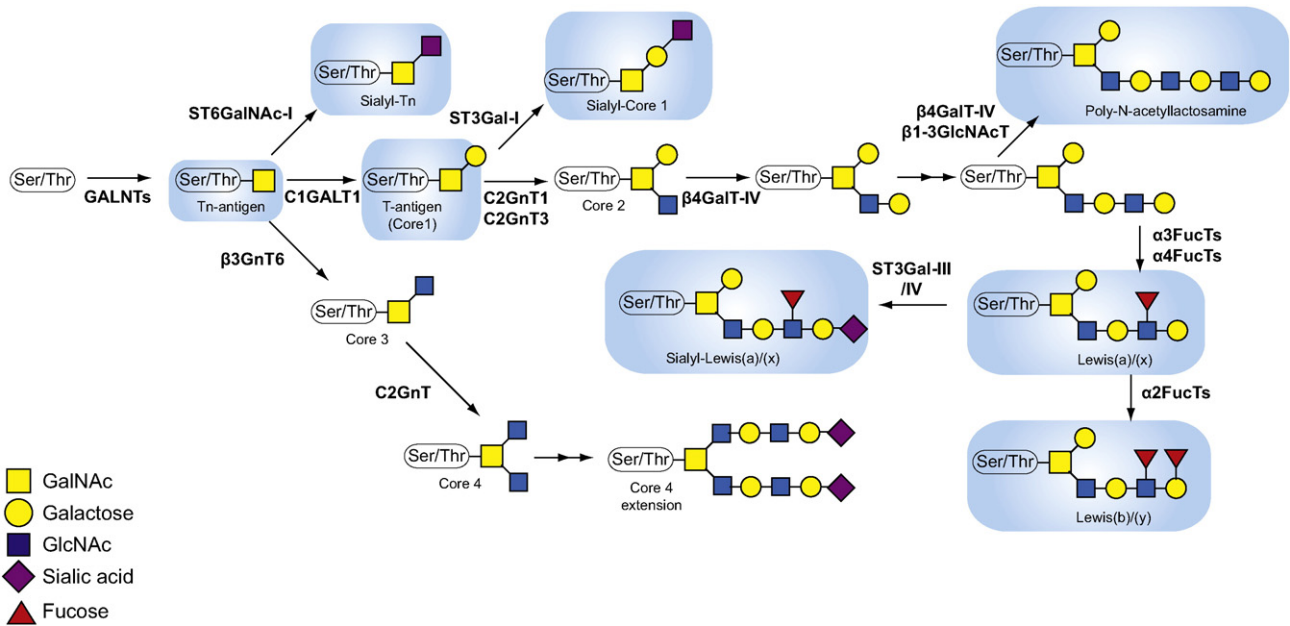 Ser/Thr
Sialyl-Tn
Ser/Thr
Sialyl-Core 1
Ser/Thr
Poly-N-acetyllactosamine
ST6GalNAc-I
ST3Gal-I
β4GalT-IV
β1-3GlcNAcT
Ser/Thr
GALNTs
Ser/Thr
Tn-antigen
C1GALT1
Ser/Thr
T-antigen
(Core1)
C2GnT1
C2GnT3
Ser/Thr
Core 2
β4GalT-IV
Ser/Thr
Ser/Thr
β3GnT6
α3FucTs
α4FucTs
Ser/Thr
Core 3
Ser/Thr
Sialyl-Lewis(a)/(x)
ST3Gal-III
/IV
Ser/Thr
Lewis(a)/(x)
C2GnT
α2FucTs
Ser/Thr
Core 4
Ser/Thr
Core 4
extension
Ser/Thr
Lewis(b)/(y)
GalNAc
Galactose
GlcNAc
Sialic acid
Fucose